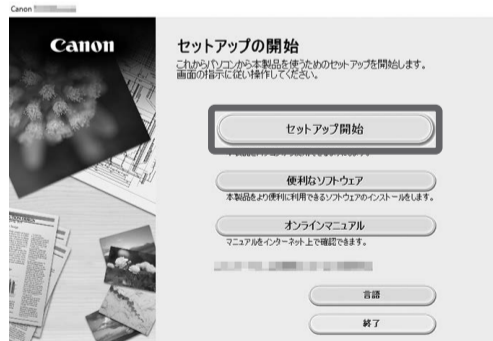 Canon
Canon
セットアップの開始
これからパソコンから本製品を使うためのセットアップを開始します。
画面の指示に従い操作してください。
セットアップ開始
便利なソフトウェア
本製品をより便利に利用できるソフトウェアのインストールをします。
オンラインマニュアル
マニュアルをインターネット上で確認できます。
言語
終了